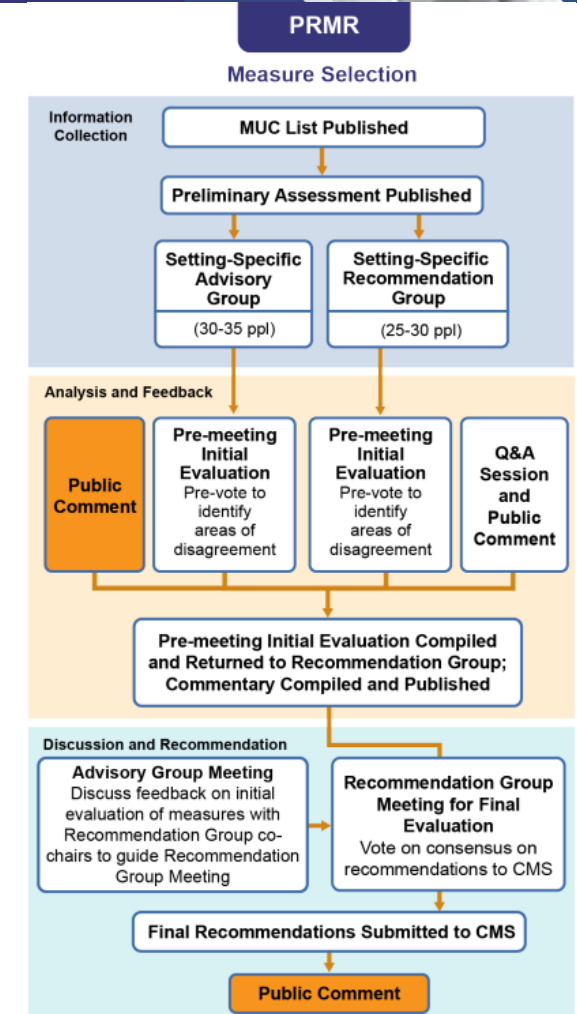 PRMR
Measure Selection
Information
Collection
MUC List Published
Preliminary Assessment Published
Setting-Specific
Advisory
Group
(30-35 ppl)
Setting-Specific
Recommendation
Group
(25-30 ppl)
Analysis and Feedback
Public
Comment
Pre-meeting
Initial
Evaluation
Pre-vote to
identify
areas of
disagreement
Pre-meeting
Initial
Evaluation
Pre-vote to
identify
areas of
disagreement
Q&A
Session
and
Public
Comment
Pre-meeting Initial Evaluation Compiled
and Returned to Recommendation Group;
Commentary Compiled and Published
Discussion and Recommendation
Advisory Group Meeting
Discuss feedback on initial
evaluation of measures with
Recommendation Group co-
chairs to guide Recommendation
Group Meeting
Recommendation Group
Meeting for Final
Evaluation
Vote on consensus on
recommendations to CMS
Final Recommendations Submitted to CMS
Public Comment